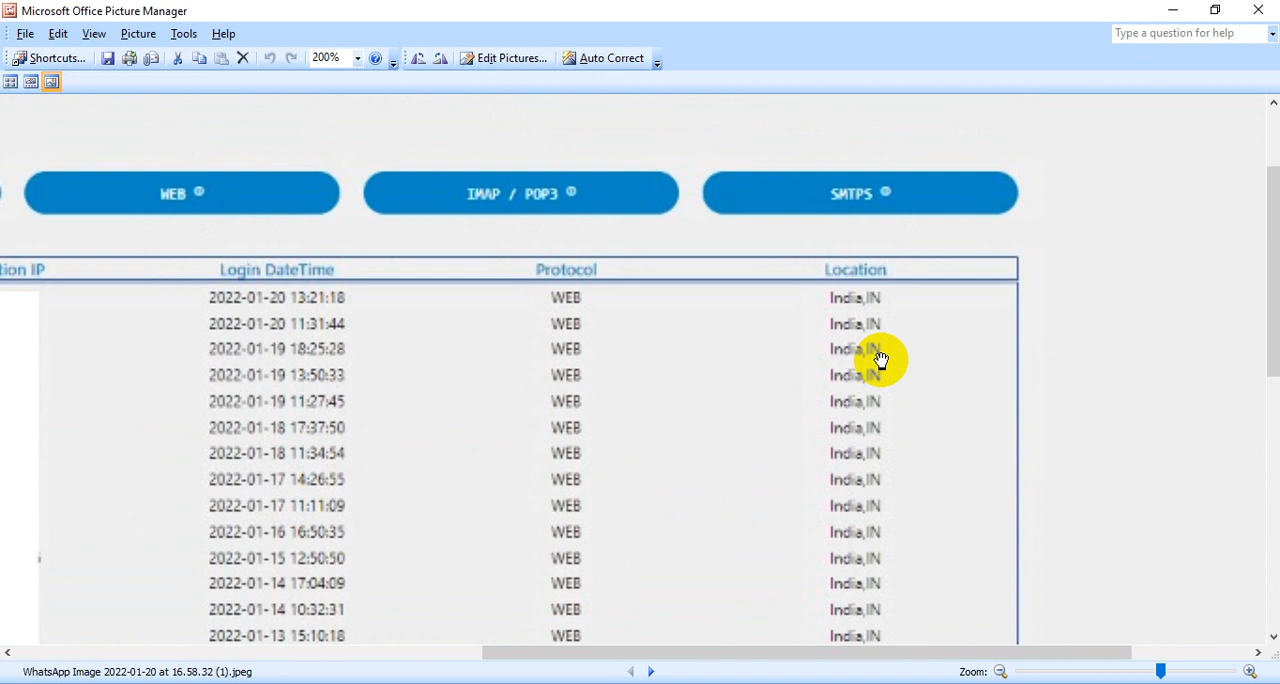 Microsoft Office Picture Manager
File Edit View Picture Tools Help
Type a question for help
Shortcuts... 200% Edit Pictures... Auto Correct
WEB IMAP / POP3 SMTPS
tion IP Login DateTime Protocol Location
2022-01-20 13:21:18 WEB India,IN
2022-01-20 11:31:44 WEB India,IN
2022-01-19 18:25:28 WEB India,IN
2022-01-19 13:50:33 WEB India,IN
2022-01-19 11:27:45 WEB India,IN
2022-01-18 17:37:50 WEB India,IN
2022-01-18 11:34:54 WEB India,IN
2022-01-17 14:26:55 WEB India,IN
2022-01-17 11:11:09 WEB India,IN
2022-01-16 16:50:35 WEB India,IN
2022-01-15 12:50:50 WEB India,IN
2022-01-14 17:04:09 WEB India,IN
2022-01-14 10:32:31 WEB India,IN
2022-01-13 15:10:18 WEB India,IN
WhatsApp Image 2022-01-20 at 16.58.32 (1).jpeg Zoom: